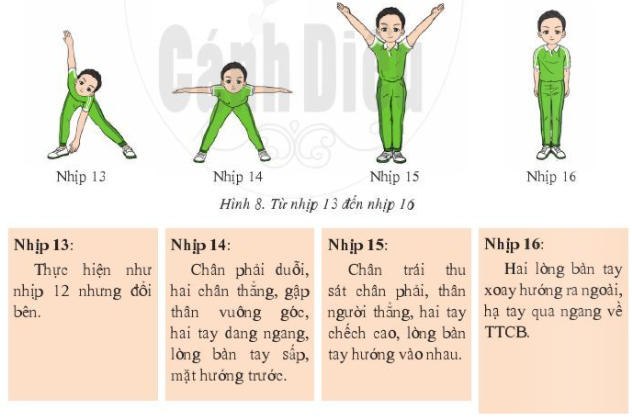 Cánh Diều
Nhịp 13
Nhịp 14
Nhịp 15
Nhịp 16
Hình 8. Từ nhịp 13 đến nhịp 16
Nhịp 13:
Thực hiện như
nhịp 12 nhưng đổi
bên.
Nhịp 14:
Chân phải duỗi,
hai chân thẳng, gập
thân vuông góc,
hai tay dang ngang,
lòng bàn tay sấp,
mặt hướng trước.
Nhịp 15:
Chân trái thu
sát chân phải, thân
người thẳng, hai tay
chếch cao, lòng bàn
tay hướng vào nhau.
Nhịp 16:
Hai lòng bàn tay
xoay hướng ra ngoài,
hạ tay qua ngang về
TTCB.